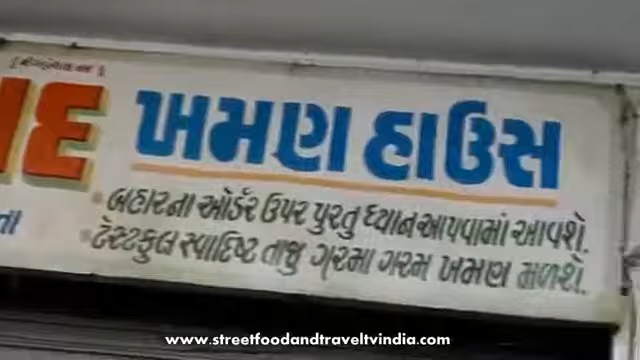 ખમણ હાઉસ
બહારના ઓર્ડર ઉપર પુરતુ ધ્યાન આપવામાં આવશે.
ટેસ્ટફુલ સ્વાદિષ્ટ તાજુ ગરમા ગરમ ખમણ મળશે.
www.streetfoodandtraveltvindia.com